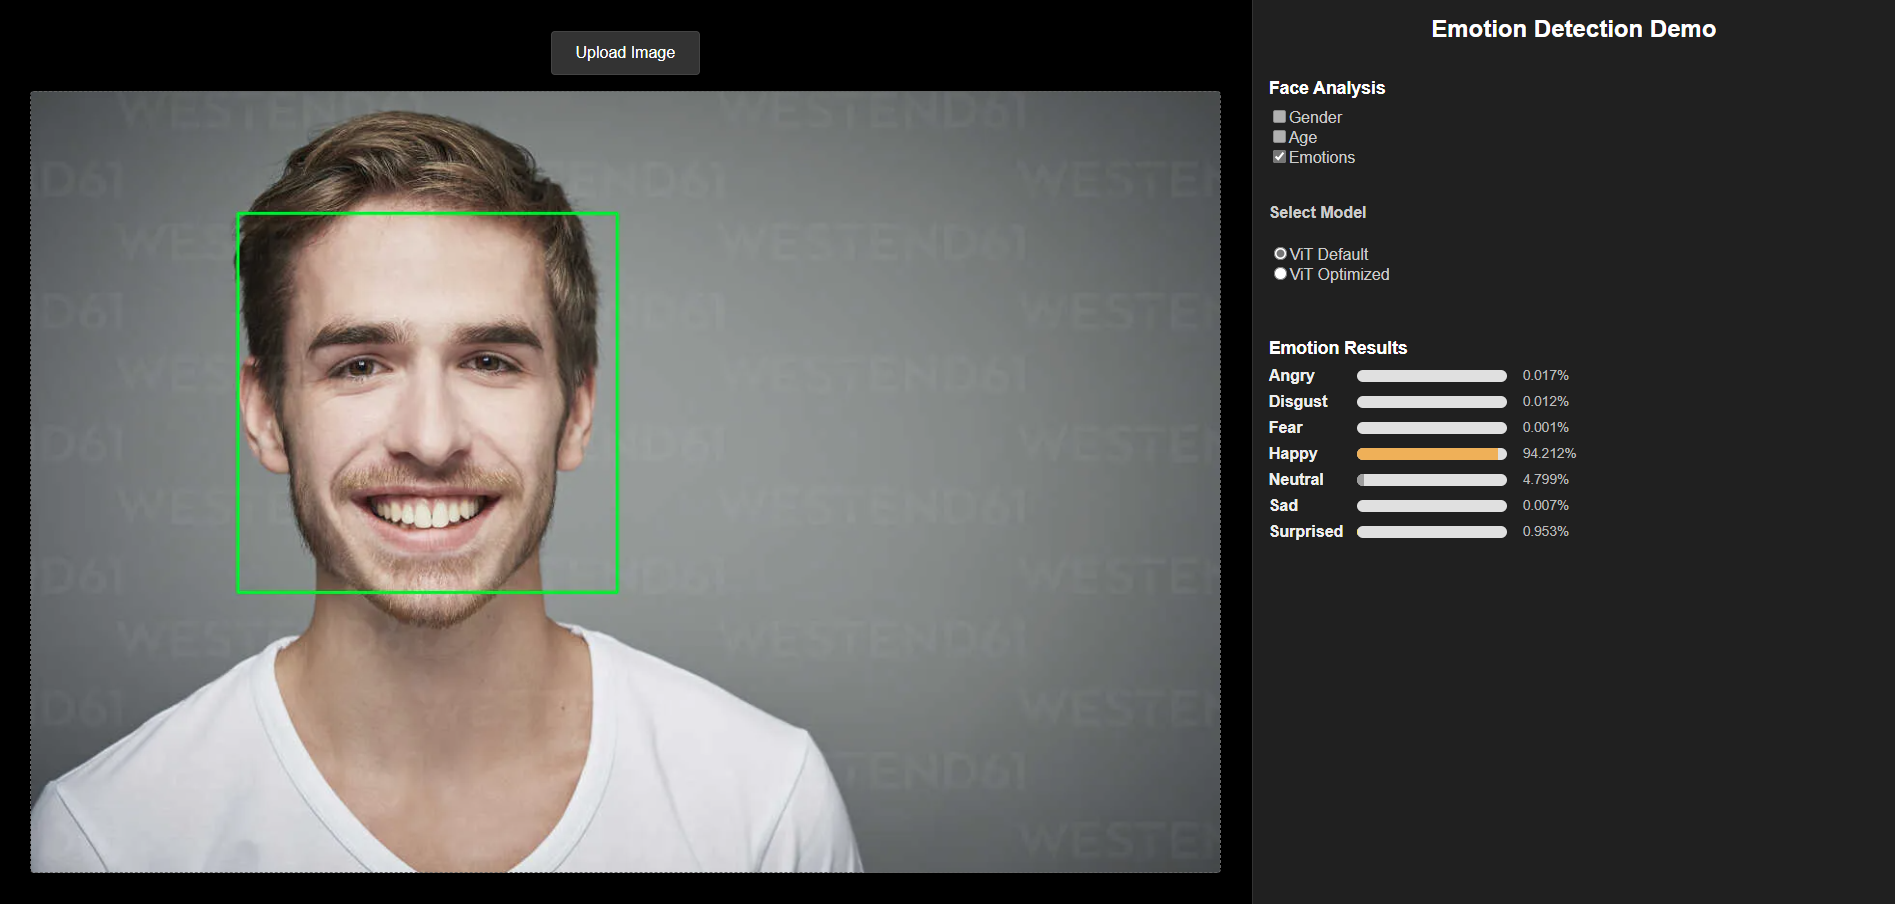 Upload Image
WESTEND61
WESTEND61
Emotion Detection Demo
Face Analysis
Gender
Age
Emotions
Select Model
ViT Default
ViT Optimized
Emotion Results
Angry 0.017%
Disgust 0.012%
Fear 0.001%
Happy 94.212%
Neutral 4.799%
Sad 0.007%
Surprised 0.953%